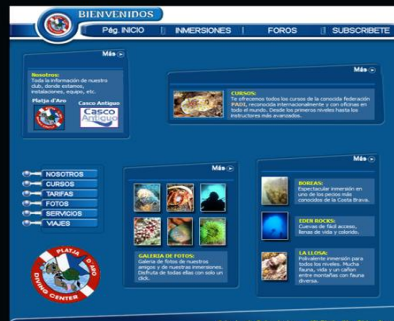 BIENVENIDOS
Pág. INICIO || INMERSIONES | FOROS || SUBSCRIBETE
Más
Nosotros:
Toda la información de nuestro
club, donde estamos,
instalaciones, equipo, etc.
Platja d'Aro
Casco Antiguo
Casco
Antiguo
Más
CURSOS:
Te ofrecemos todos los cursos de la conocida federación
PADI, reconocida internacionalmente y con oficinas en
todo el mundo. Desde los primeros niveles hasta los
instructores más avanzados.
NOSOTROS
CURSOS
TARIFAS
FOTOS
SERVICIOS
VIAJES
PLATJA D'ARO
DIVING CENTER
Más
GALERIA DE FOTOS:
Galeria de fotos de nuestros
amigos y de nuestras inmersiones.
Disfruta de todas ellas con solo un
click.
Más
BOREAS:
Espectacular inmersión en
uno de los pecios más
conocidos de la Costa Brava.
EDER ROCKS:
Cuevas de fácil acceso,
llenas de vida y colorido.
LA LLOSA:
Polivalente inmersión para
todos los niveles. Mucha
fauna, vida y un cañon
entre montañas con fauna
diversa.